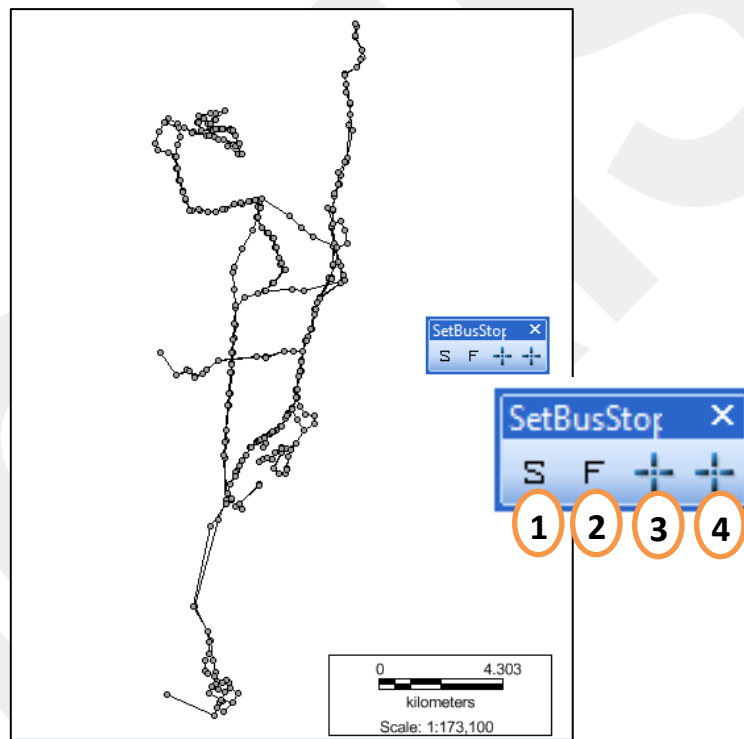 SetBusStop ×
S F
SetBusStop ×
S F
1 2 3 4
0 4.303
kilometers
Scale: 1:173,100